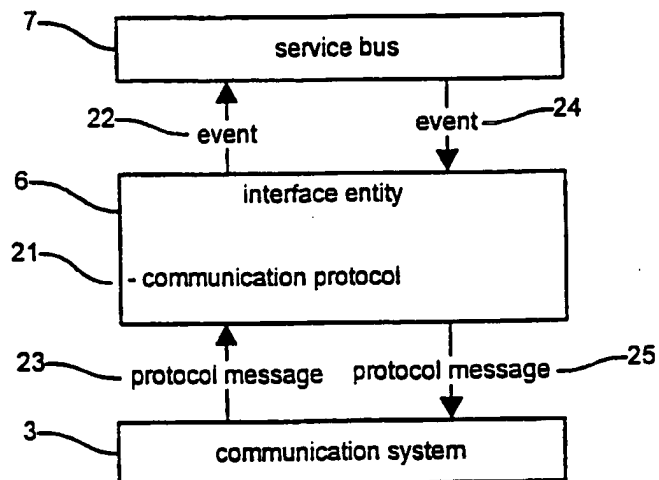 7
service bus
22
event
event
24
6
interface entity
21
- communication protocol
23
protocol message
protocol message
25
3
communication system